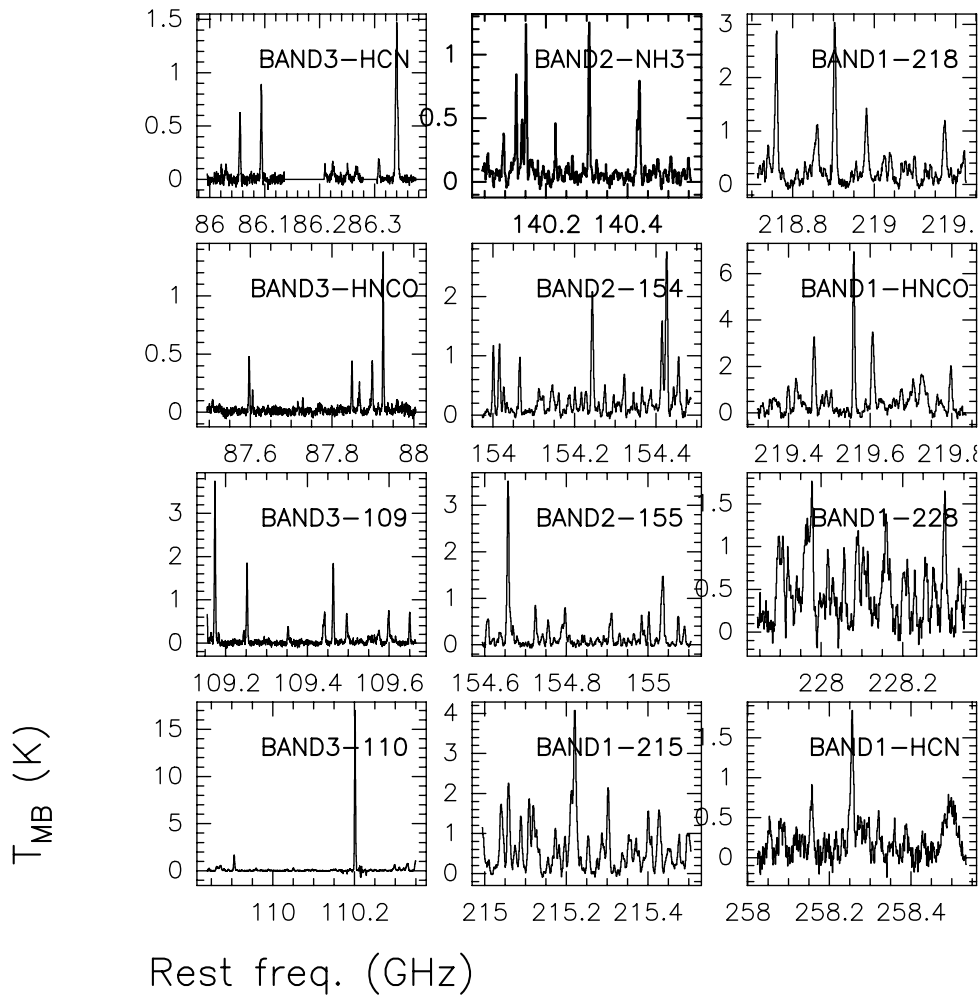 1.5
1
0.5
0
BAND3-HCN
86 86.1 86.2 86.3
1
0.5
0
BAND2-NH3
140.2 140.4
3
2
1
0
BAND1-218
218.8 219 219.
1
0.5
0
BAND3-HNCO
87.6 87.8 88
2
1
0
BAND2-154
154 154.2 154.4
6
4
2
0
BAND1-HNCO
219.4 219.6 219.8
3
2
1
0
BAND3-109
109.2 109.4 109.6
3
2
1
0
BAND2-155
154.6 154.8 155
1.5
1
0.5
0
BAND1-228
228 228.2
15
10
5
0
BAND3-110
110 110.2
4
3
2
1
0
BAND1-215
215 215.2 215.4
1.5
1
0.5
0
BAND1-HCN
258 258.2 258.4
T_MB (K)
Rest freq. (GHz)